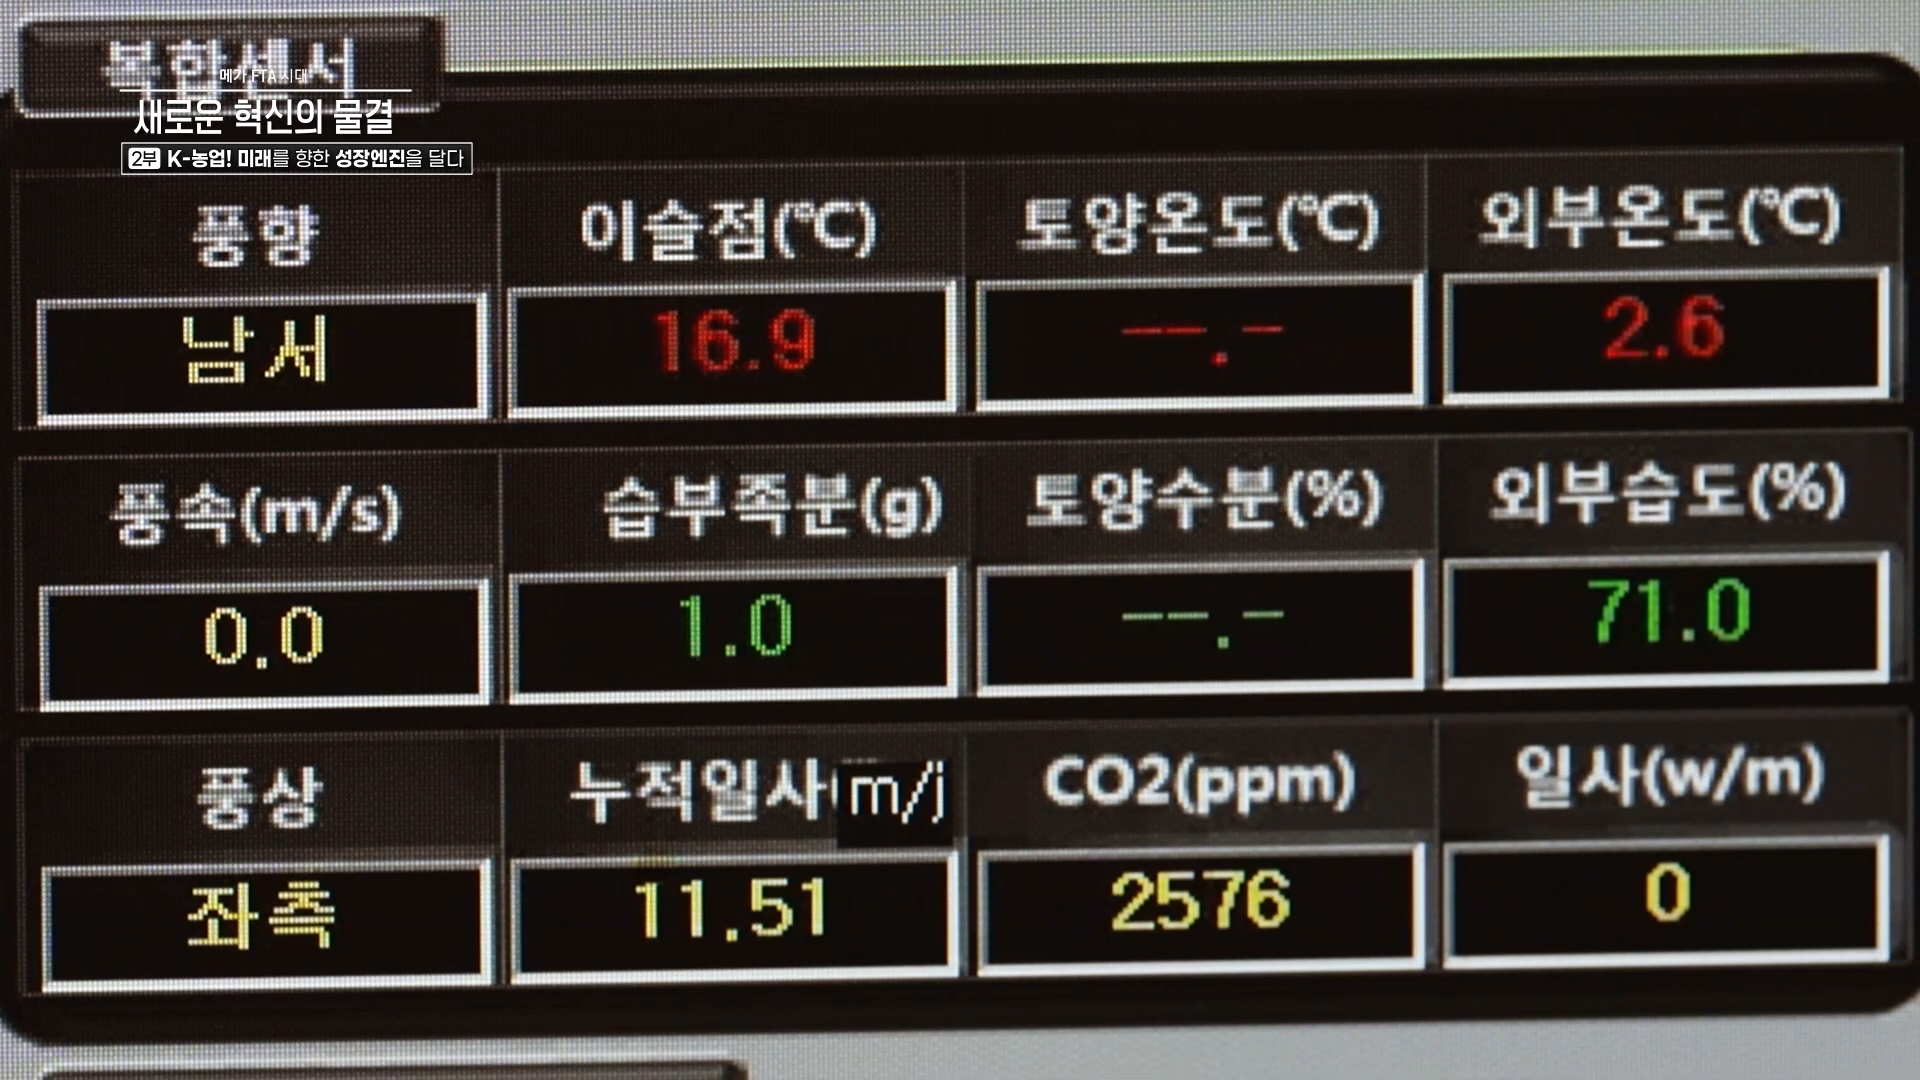 복합센서
메가 FTA 시대
새로운 혁신의 물결
2부 K-농업! 미래를 향한 성장엔진을 달다
풍향 이슬점(℃) 토양온도(℃) 외부온도(℃)
남서 16.9 --.- 2.6
풍속(m/s) 습부족분(g) 토양수분(%) 외부습도(%)
0.0 1.0 --.- 71.0
풍상 누적일사(m/j CO2(ppm) 일사(w/m)
좌측 11.51 2576 0